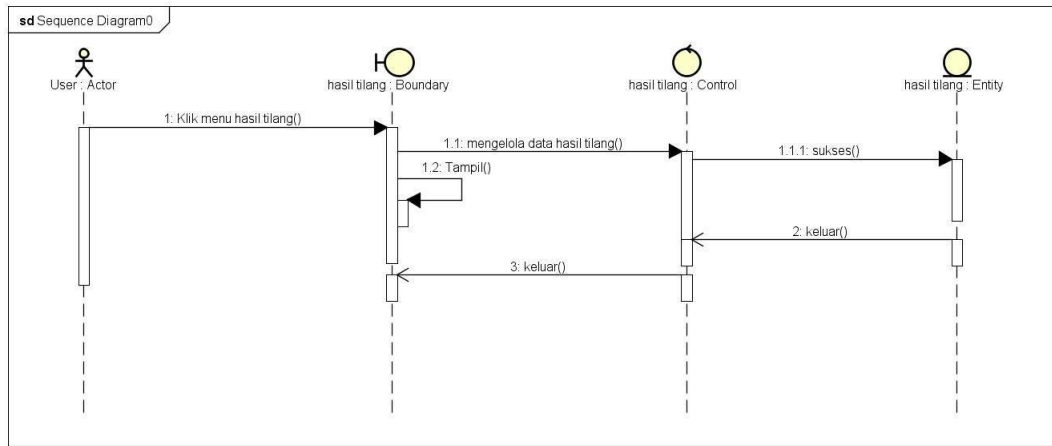 sd Sequence Diagram0
User : Actor
hasil tilang : Boundary
hasil tilang : Control
hasil tilang : Entity
1: Klik menu hasil tilang()
1.1: mengelola data hasil tilang()
1.1.1: sukses()
1.2: Tampil()
2: keluar()
3: keluar()